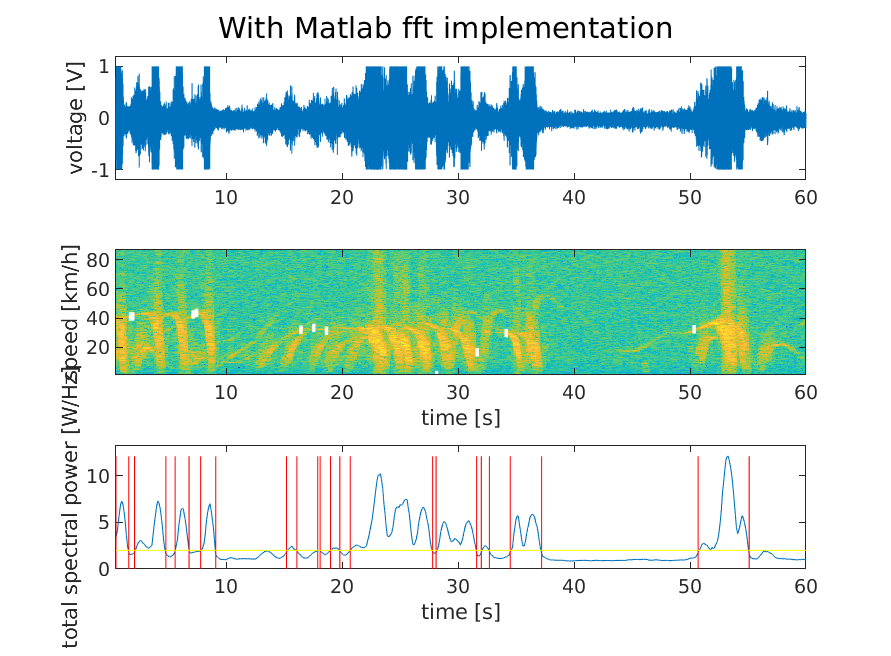 With Matlab fft implementation
voltage [V]
1
0
-1
10 20 30 40 50 60
speed [km/h]
80
60
40
20
10 20 30 40 50 60
time [s]
total spectral power [W/Hz]
10
5
0
10 20 30 40 50 60
time [s]